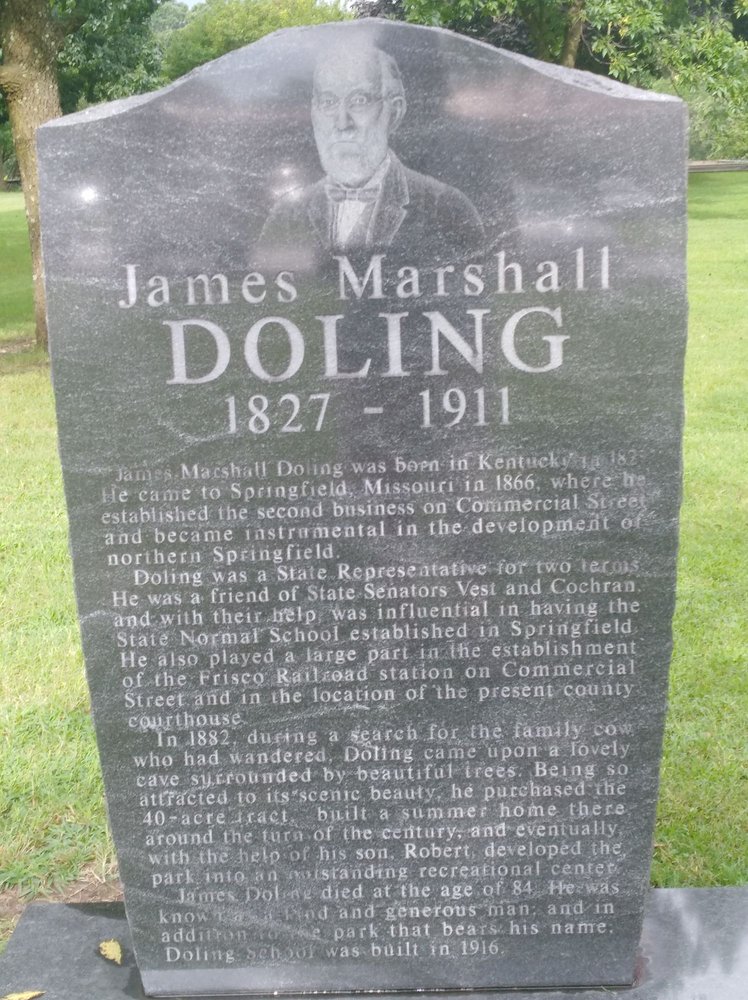 James Marshall
DOLING
1827 - 1911
James Marshall Doling was born in Kentucky in 182
He came to Springfield, Missouri in 1866, where he
established the second business on Commercial Street
and became instrumental in the development of
northern Springfield.
Doling was a State Representative for two terms.
He was a friend of State Senators Vest and Cochran,
and with their help, was influential in having the
State Normal School established in Springfield.
He also played a large part in the establishment
of the Frisco Railroad station on Commercial
Street and in the location of the present county
courthouse.
In 1882, during a search for the family cow
who had wandered, Doling came upon a lovely
cave surrounded by beautiful trees. Being so
attracted to its scenic beauty, he purchased the
40-acre tract, built a summer home there
around the turn of the century, and eventually,
with the help of his son, Robert, developed the
park into an outstanding recreational center.
James Doling died at the age of 84. He was
known as a kind and generous man; and in
addition to the park that bears his name,
Doling School was built in 1916.